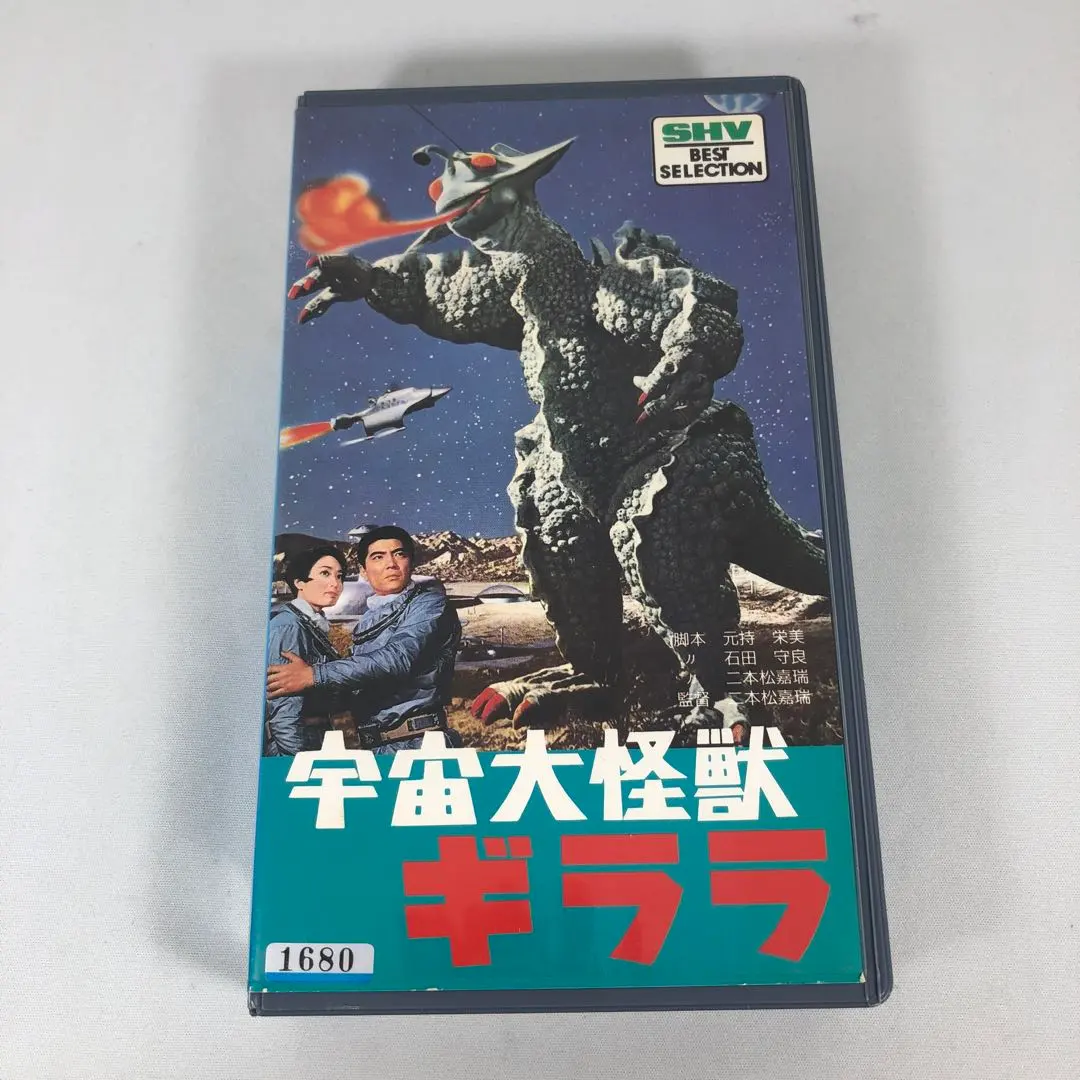 SHV
BEST
SELECTION
脚本 元持 栄美
〃 石田 守良
二本松嘉瑞
監督 二本松嘉瑞
宇宙大怪獣
ギララ
1680